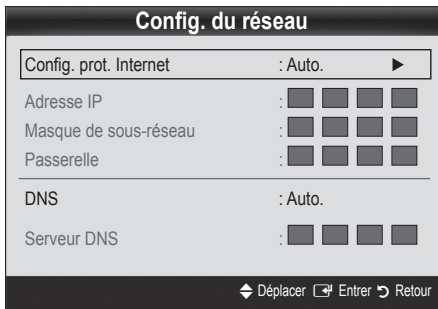 Config. du réseau
Config. prot. Internet : Auto. ►
Adresse IP :
Masque de sous-réseau :
Passerelle :
DNS : Auto.
Serveur DNS :
Déplacer Entrer Retour